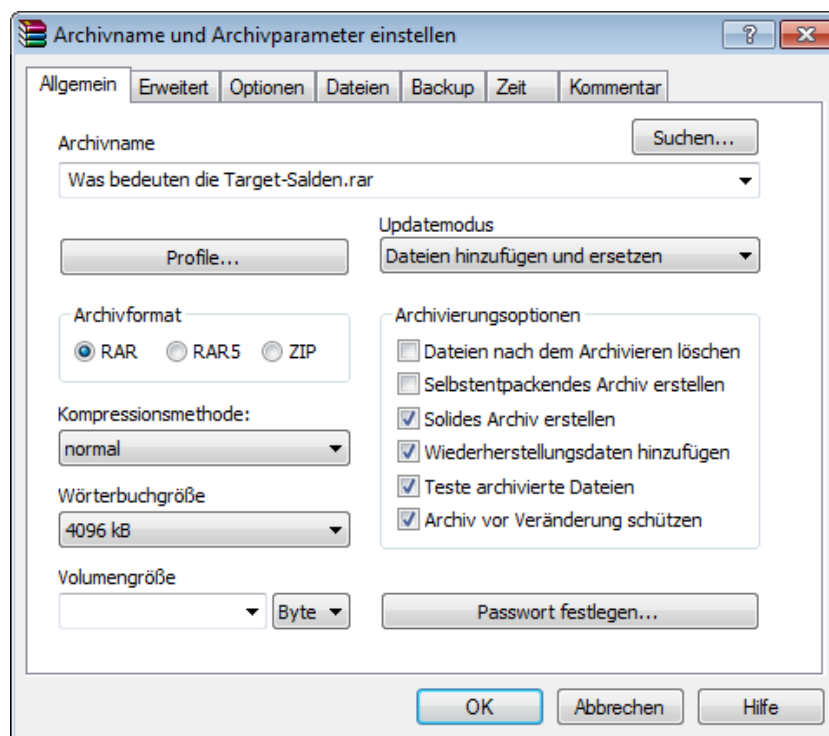 Archivname und Archivparameter einstellen
?
Allgemein Erweitert Optionen Dateien Backup Zeit Kommentar
Archivname
Suchen...
Was bedeuten die Target-Salden.rar
Updatemodus
Profile...
Dateien hinzufügen und ersetzen
Archivformat
RAR RAR5 ZIP
Kompressionsmethode:
normal
Wörterbuchgröße
4096 kB
Volumengröße
Byte
Archivierungsoptionen
Dateien nach dem Archivieren löschen
Selbstentpackendes Archiv erstellen
Solides Archiv erstellen
Wiederherstellungsdaten hinzufügen
Teste archivierte Dateien
Archiv vor Veränderung schützen
Passwort festlegen...
OK Abbrechen Hilfe